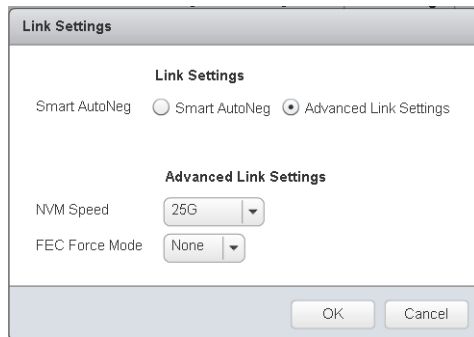 Link Settings
Link Settings
Smart AutoNeg Smart AutoNeg Advanced Link Settings
Advanced Link Settings
NVM Speed 25G
FEC Force Mode None
OK Cancel